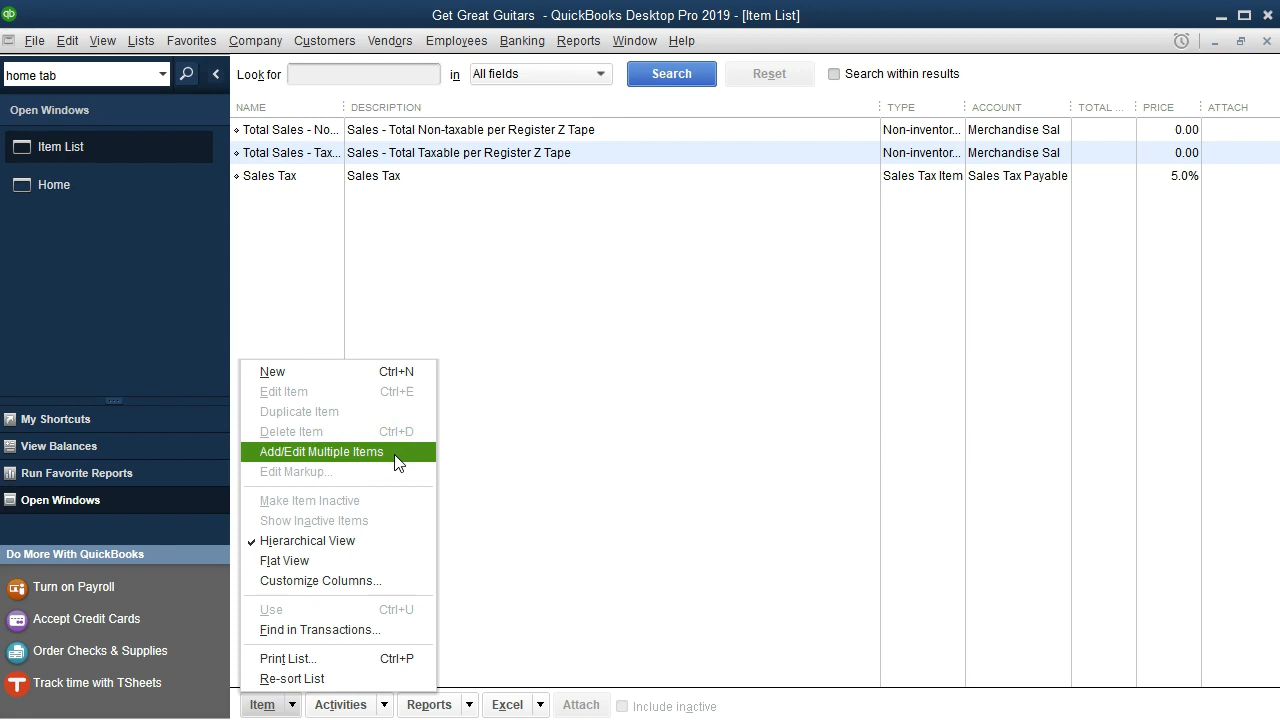 qb
Get Great Guitars - QuickBooks Desktop Pro 2019 - [Item List]
File Edit View Lists Favorites Company Customers Vendors Employees Banking Reports Window Help
home tab
Look for in All fields Search Reset Search within results
Open Windows
Item List
Home
NAME DESCRIPTION TYPE ACCOUNT TOTAL ... PRICE ATTACH
Total Sales - No... Sales - Total Non-taxable per Register Z Tape Non-inventor... Merchandise Sal 0.00
Total Sales - Tax... Sales - Total Taxable per Register Z Tape Non-inventor... Merchandise Sal 0.00
Sales Tax Sales Tax Sales Tax Item Sales Tax Payable 5.0%
New Ctrl+N
Edit Item Ctrl+E
Duplicate Item
Delete Item Ctrl+D
Add/Edit Multiple Items
Edit Markup...
Make Item Inactive
Show Inactive Items
Hierarchical View
Flat View
Customize Columns...
Use Ctrl+U
Find in Transactions...
Print List... Ctrl+P
Re-sort List
My Shortcuts
View Balances
Run Favorite Reports
Open Windows
Do More With QuickBooks
Turn on Payroll
Accept Credit Cards
Order Checks & Supplies
Track time with TSheets
Item Activities Reports Excel Attach Include inactive